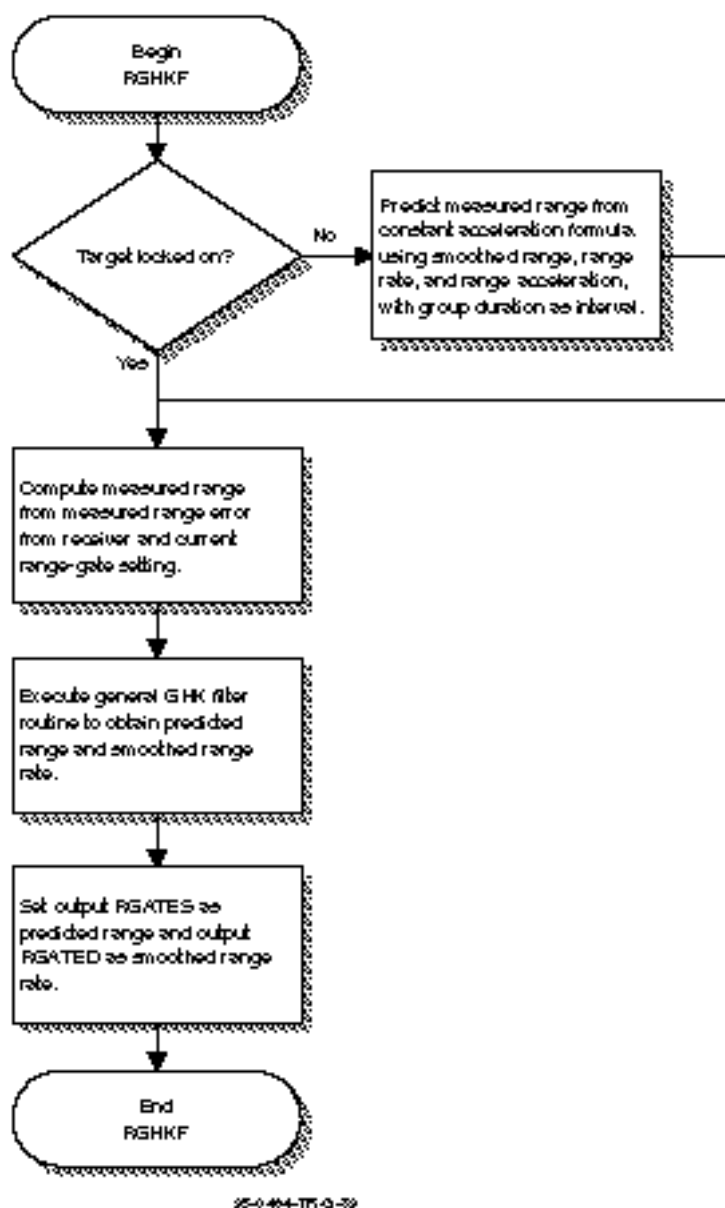 Begin
RGHKF
Target locked on?
No
Predict measured range from
constant acceleration formula
using smoothed range, range
rate, and range acceleration,
with group duration as interval.
Yes
Compute measured range
from measured range error
from receiver and current
range-gate setting.
Execute general GHK filter
routine to obtain predicted
range and smoothed range
rate.
Set output RGATES as
predicted range and output
RGATED as smoothed range
rate.
End
RGHKF